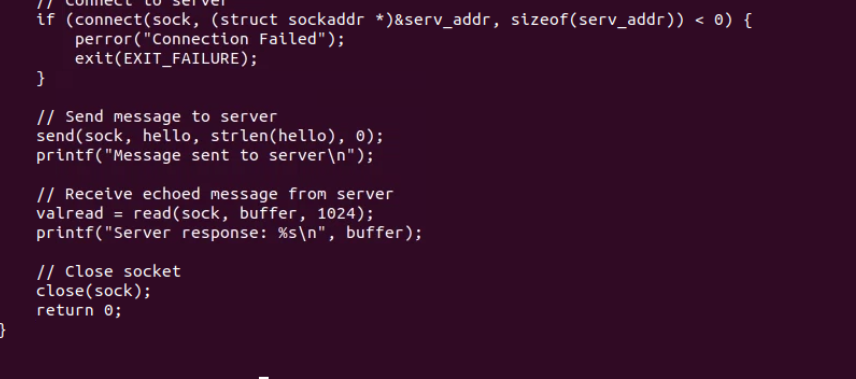 // Connect to server
if (connect(sock, (struct sockaddr *)&serv_addr, sizeof(serv_addr)) < 0) {
perror("Connection Failed");
exit(EXIT_FAILURE);
}
// Send message to server
send(sock, hello, strlen(hello), 0);
printf("Message sent to server\n");
// Receive echoed message from server
valread = read(sock, buffer, 1024);
printf("Server response: %s\n", buffer);
// Close socket
close(sock);
return 0;
}